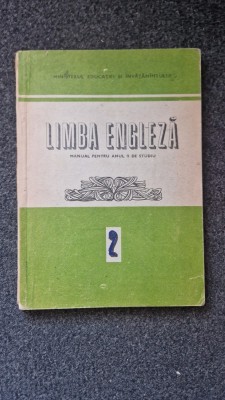 MINISTERUL EDUCAȚIEI ȘI ÎNVĂȚĂMÎNTULUI
LIMBA ENGLEZĂ
MANUAL PENTRU ANUL II DE STUDIU
2